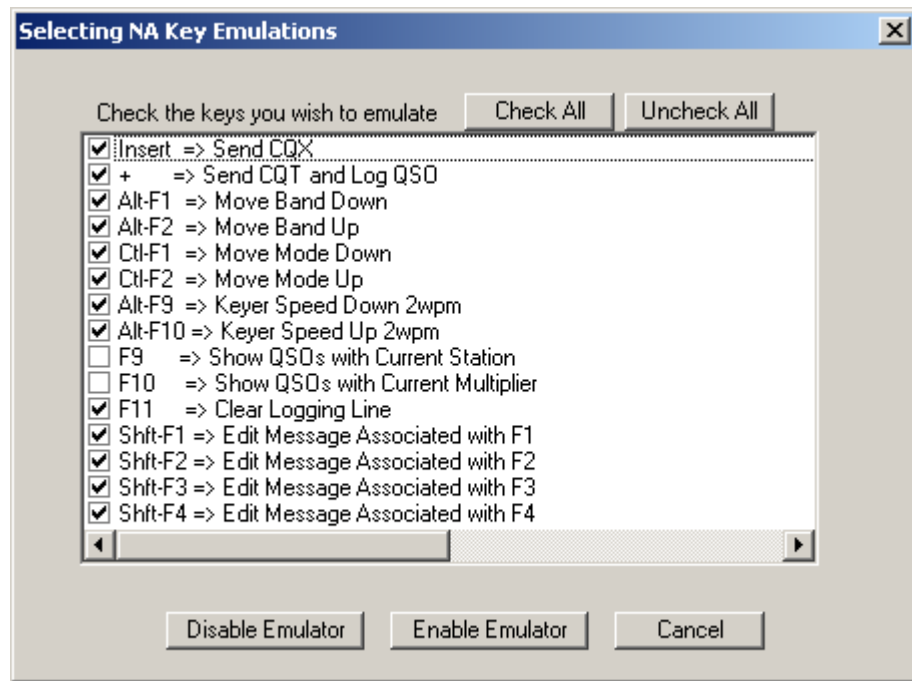 Selecting NA Key Emulations
Check the keys you wish to emulate Check All Uncheck All
Insert => Send CQX
+ => Send CQT and Log QSO
Alt-F1 => Move Band Down
Alt-F2 => Move Band Up
Ctl-F1 => Move Mode Down
Ctl-F2 => Move Mode Up
Alt-F9 => Keyer Speed Down 2wpm
Alt-F10 => Keyer Speed Up 2wpm
F9 => Show QSOs with Current Station
F10 => Show QSOs with Current Multiplier
F11 => Clear Logging Line
Shft-F1 => Edit Message Associated with F1
Shft-F2 => Edit Message Associated with F2
Shft-F3 => Edit Message Associated with F3
Shft-F4 => Edit Message Associated with F4
Disable Emulator Enable Emulator Cancel